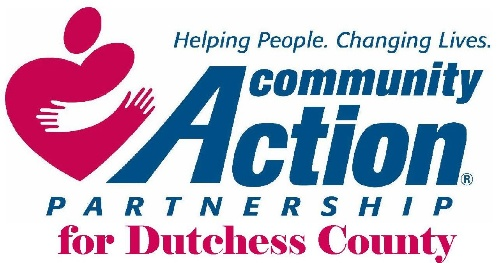 Helping People. Changing Lives.
community
Action®
PARTNERSHIP
for Dutchess County